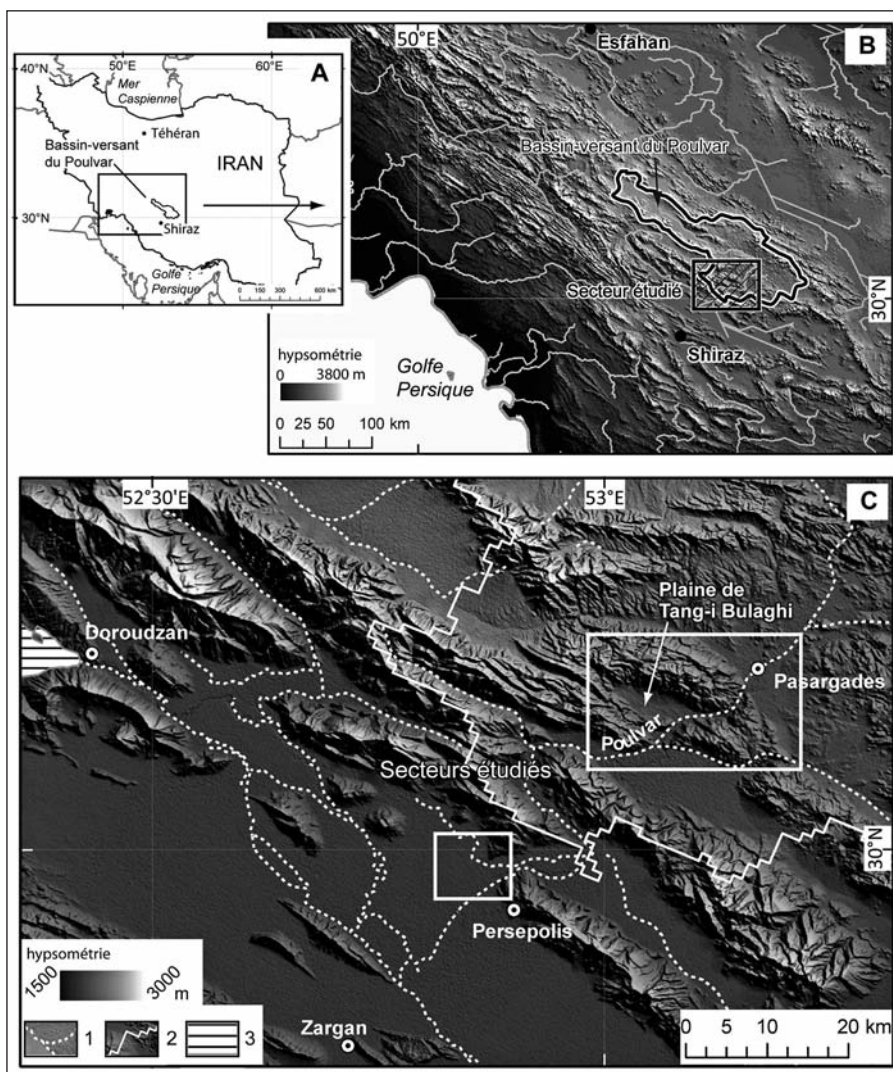 A
50°E
60°E
40°N
Mer
Caspienne
Téhéran
Bassin-versant
du Poulvar
IRAN
30°N
Shiraz
Golfe
Persique
0 150 300 600 km
B
50°E
Esfahan
Bassin-versant du Poulvar
Secteur étudié
30°N
Shiraz
hypsométrie
0 3800 m
Golfe
Persique
0 25 50 100 km
C
52°30'E
53°E
Plaine de
Tang-i Bulaghi
Doroudzan
Pasargades
Poulvar
Secteurs étudiés
30°N
Persepolis
hypsométrie
1500 3000
m
Zargan
1 2 3
0 5 10 20 km